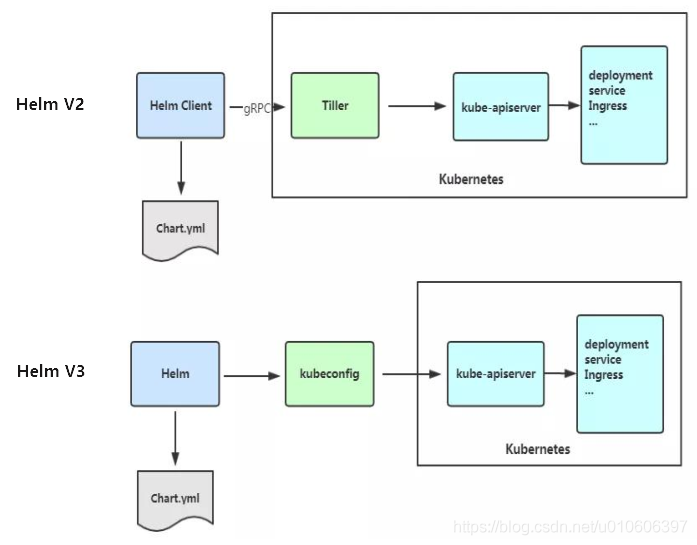 Helm V2
Helm Client
gRPC
Tiller
kube-apiserver
deployment
service
Ingress
...
Kubernetes
Chart.yml
Helm V3
Helm
kubeconfig
kube-apiserver
deployment
service
Ingress
...
Kubernetes
Chart.yml
https://blog.csdn.net/u010606397